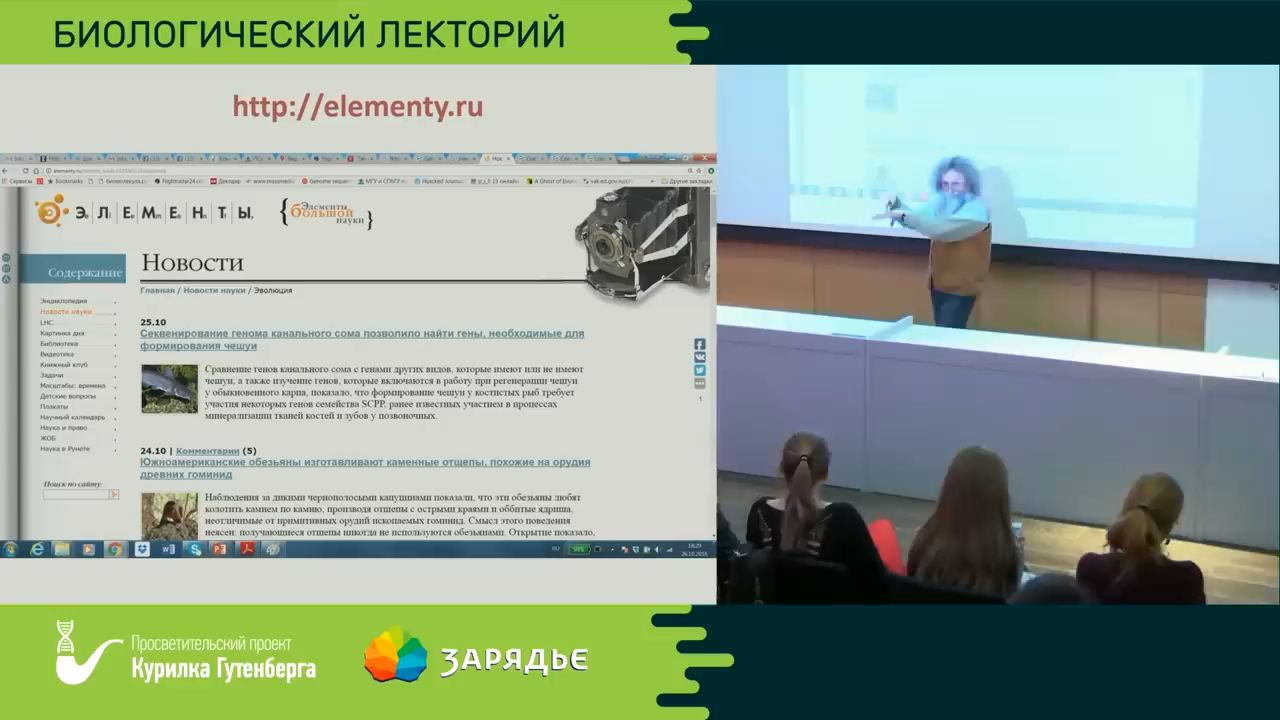 БИОЛОГИЧЕСКИЙ ЛЕКТОРИЙ
http://elementy.ru
ЭЛЕМЕНТЫ
Элементы
большой
науки
Содержание
Новости
Главная / Новости науки / Эволюция
Энциклопедия
Новости науки
LHC
Картинка дня
Библиотека
Видеотека
Книжный клуб
Задачи
Масштабы: времена
Детские вопросы
Плакаты
Научный календарь
Наука и право
ЖОБ
Наука в Рунете
Поиск по сайту:
25.10
Секвенирование генома канального сома позволило найти гены, необходимые для
формирования чешуи
Сравнение генов канального сома с генами других видов, которые имеют или не имеют
чешуи, а также изучение генов, которые включаются в работу при регенерации чешуи
у обыкновенного карпа, показало, что формирование чешуи у костистых рыб требует
участия некоторых генов семейства SCPP, ранее известных участием в процессах
минерализации тканей костей и зубов у позвоночных.
24.10 | Комментарии (5)
Южноамериканские обезьяны изготавливают каменные отщепы, похожие на орудия
древних гоминид
Наблюдения за дикими чернополосыми капуцинами показали, что эти обезьяны любят
колотить камнем по камню, производя отщепы с острыми краями и оббитые ядрища,
неотличимые от примитивных орудий ископаемых гоминид. Смысл этого поведения
неясен: получающиеся отщепы никогда не используются обезьянами. Открытие показало,
18:29
26.10.2016
Просветительский проект
Курилка Гутенберга
ЗАРЯДЬЕ